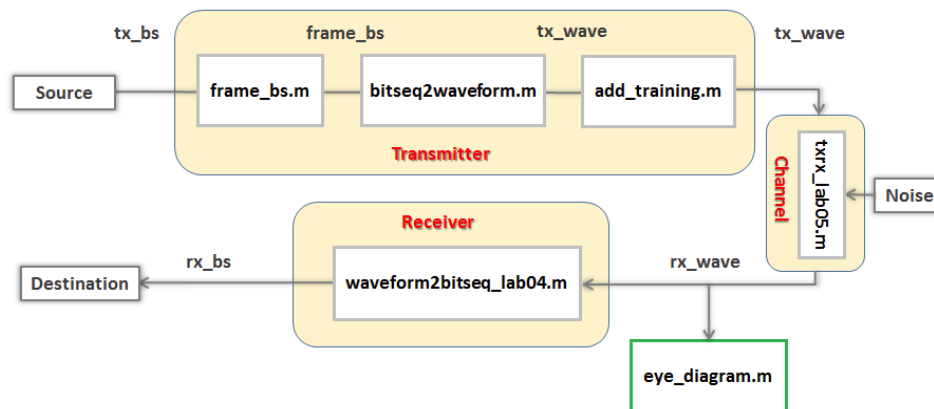 tx_bs
frame_bs
tx_wave
tx_wave
Source
frame_bs.m
bitseq2waveform.m
add_training.m
Transmitter
Channel
txrx_lab05.m
Noise
Receiver
rx_bs
rx_wave
Destination
waveform2bitseq_lab04.m
eye_diagram.m